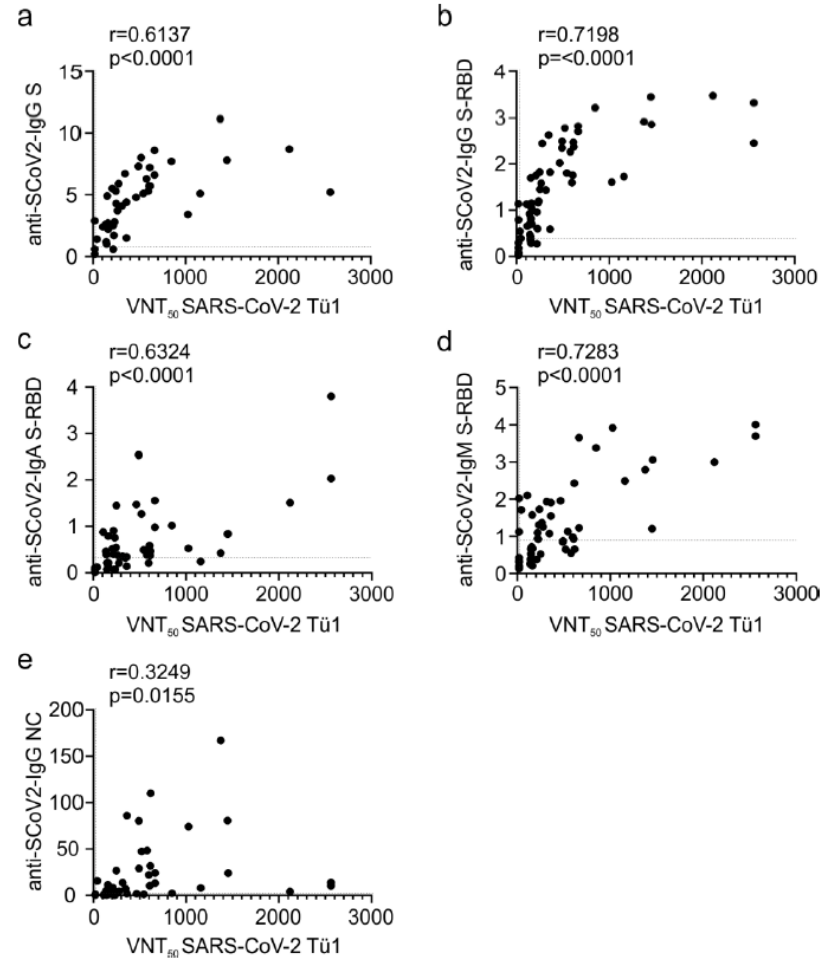 a
r=0.6137
p<0.0001
15
10
5
0
anti-SCoV2-IgG S
0
1000
2000
3000
VNT50 SARS-CoV-2 Tü1
b
r=0.7198
p=<0.0001
4
3
2
1
0
anti-SCoV2-IgG S-RBD
0
1000
2000
3000
VNT50 SARS-CoV-2 Tü1
c
r=0.6324
p<0.0001
4
3
2
1
0
anti-SCoV2-IgA S-RBD
0
1000
2000
3000
VNT50 SARS-CoV-2 Tü1
d
r=0.7283
p<0.0001
5
4
3
2
1
0
anti-SCoV2-IgM S-RBD
0
1000
2000
3000
VNT50 SARS-CoV-2 Tü1
e
r=0.3249
p=0.0155
200
150
100
50
0
anti-SCoV2-IgG NC
0
1000
2000
3000
VNT50 SARS-CoV-2 Tü1